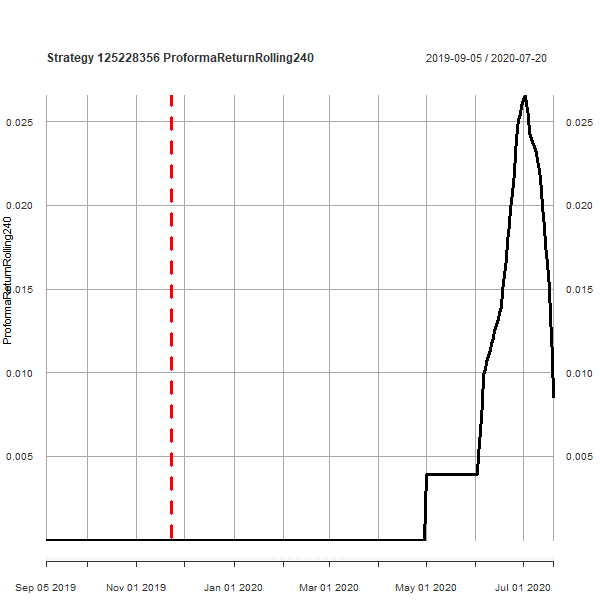 Strategy 125228356 ProformaReturnRolling240
2019-09-05 / 2020-07-20
0.025
0.025
0.020
0.020
0.015
0.015
0.010
0.010
0.005
0.005
ProformaReturnRolling240
Sep 05 2019
Nov 01 2019
Jan 01 2020
Mar 01 2020
May 01 2020
Jul 01 2020